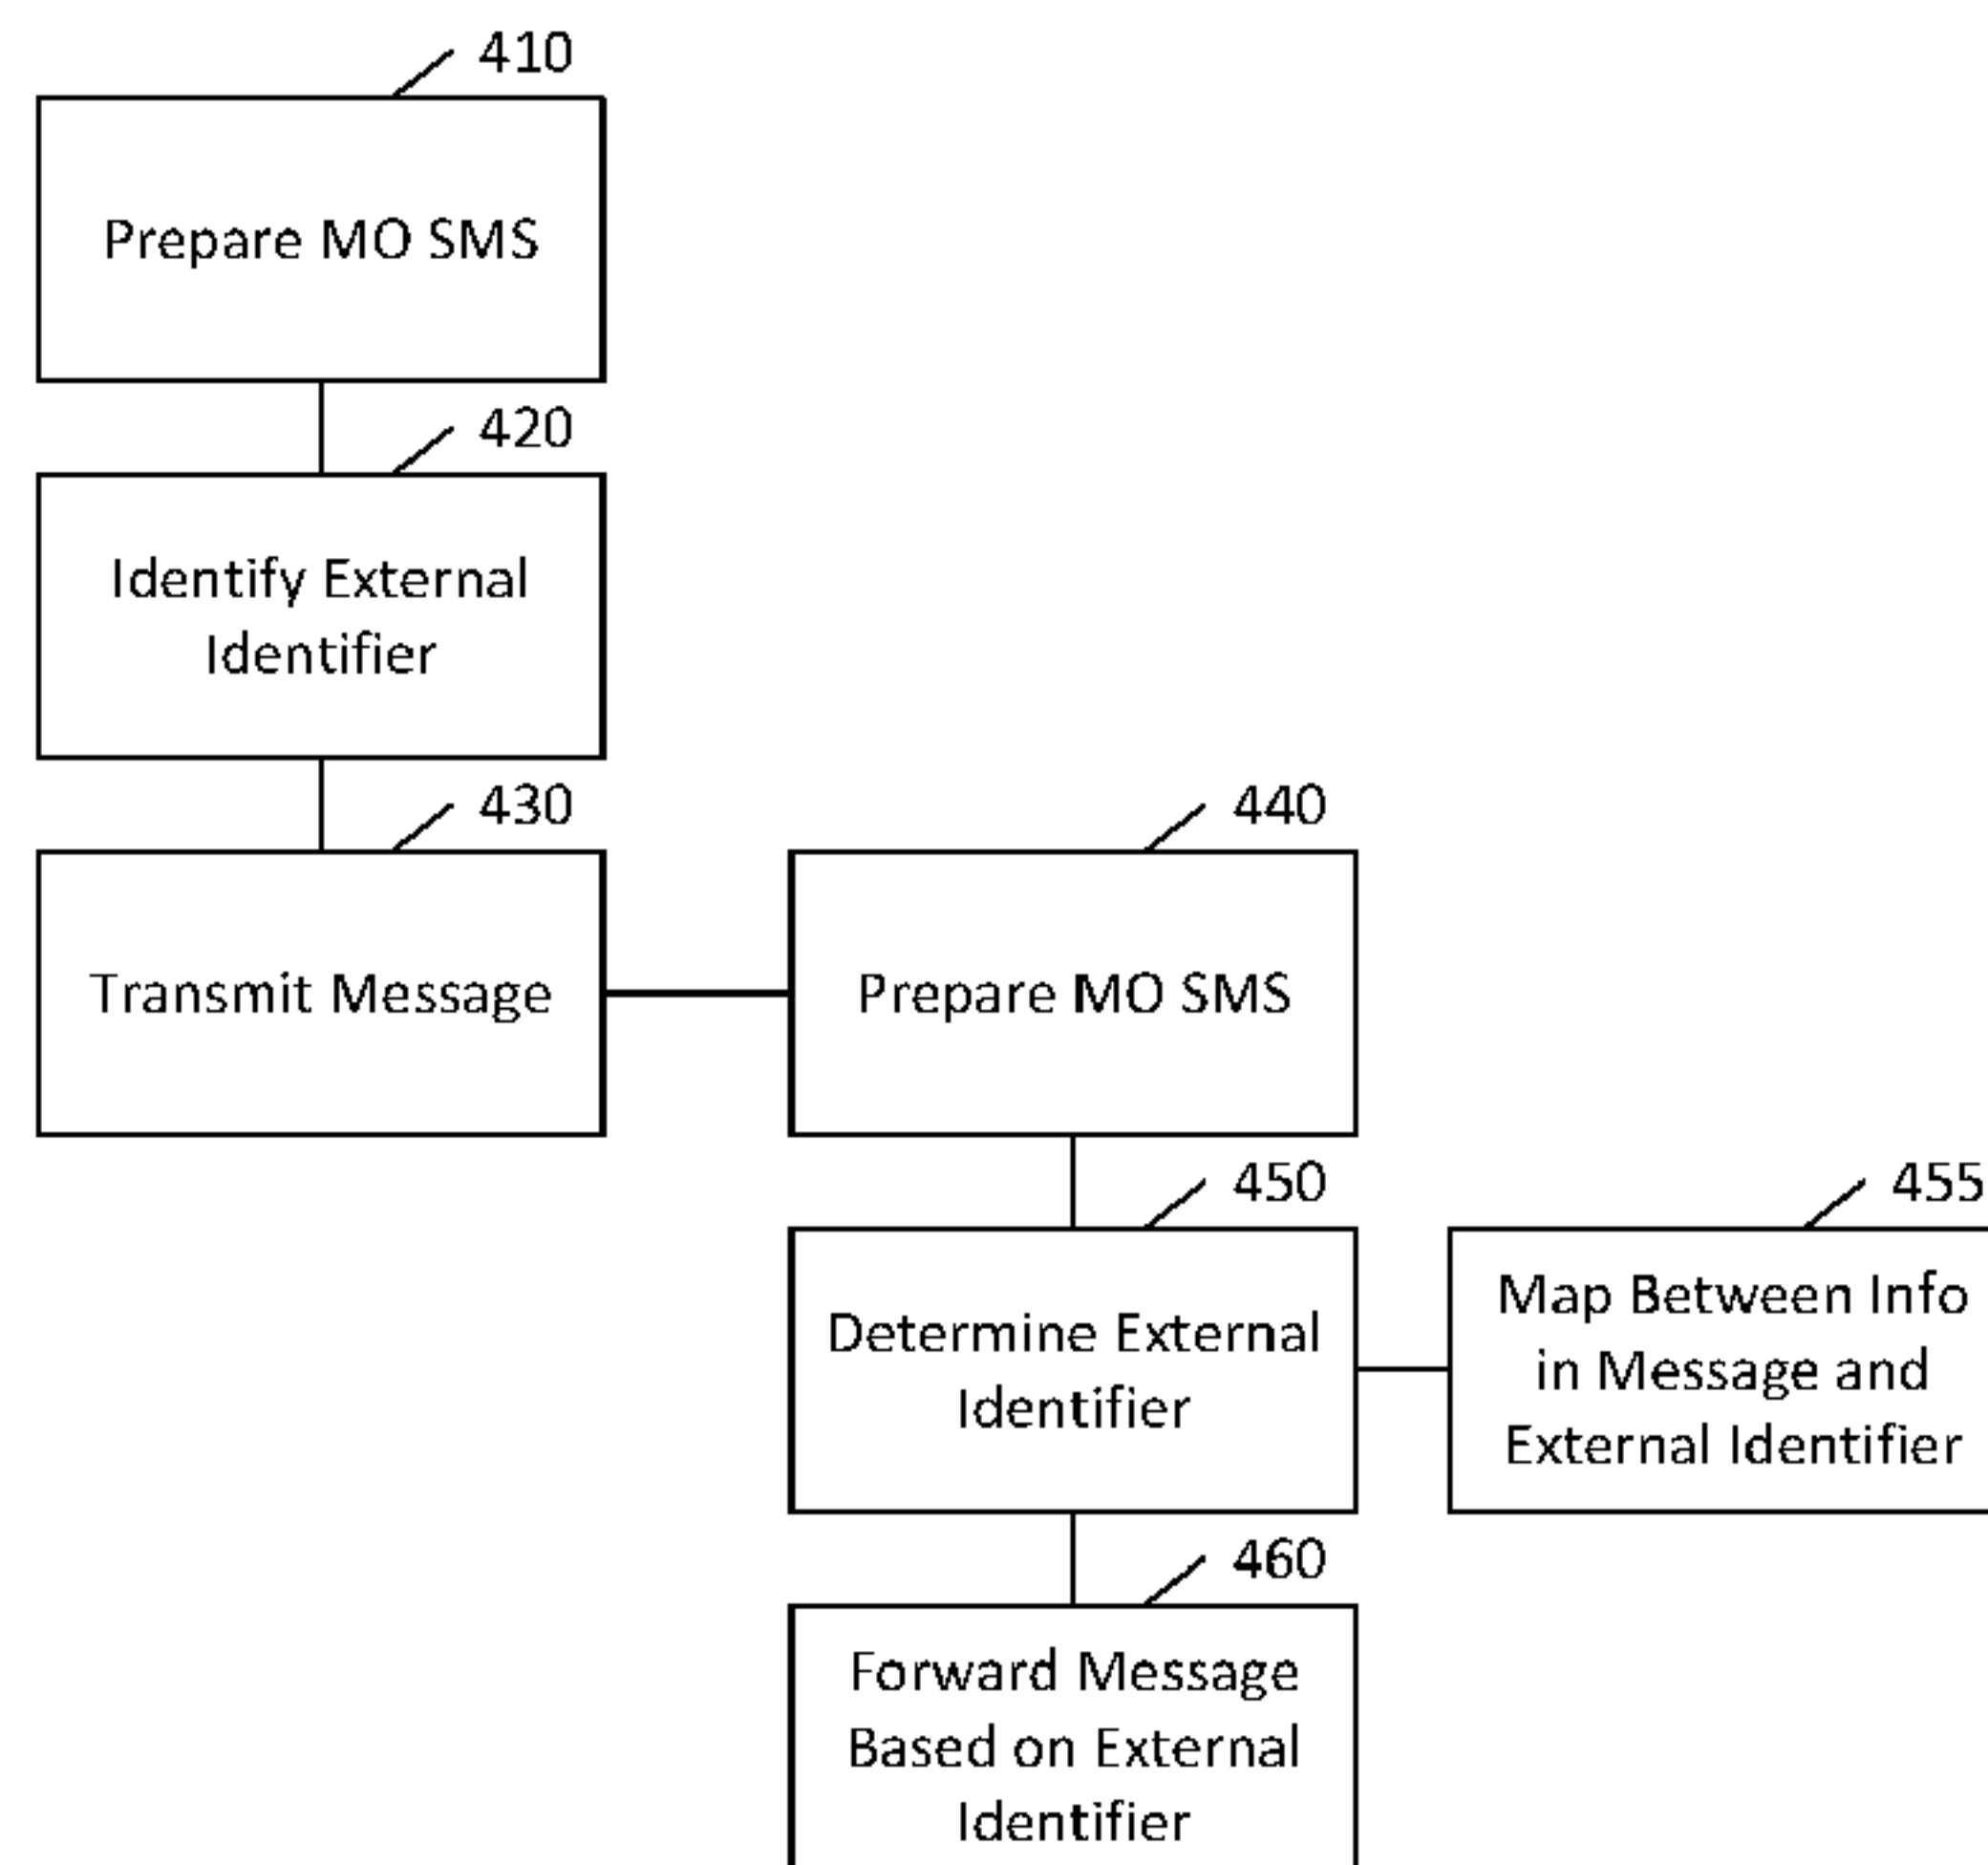 410
Prepare MO SMS
420
Identify External
Identifier
430
Transmit Message
440
Prepare MO SMS
450
Determine External
Identifier
455
Map Between Info
in Message and
External Identifier
460
Forward Message
Based on External
Identifier